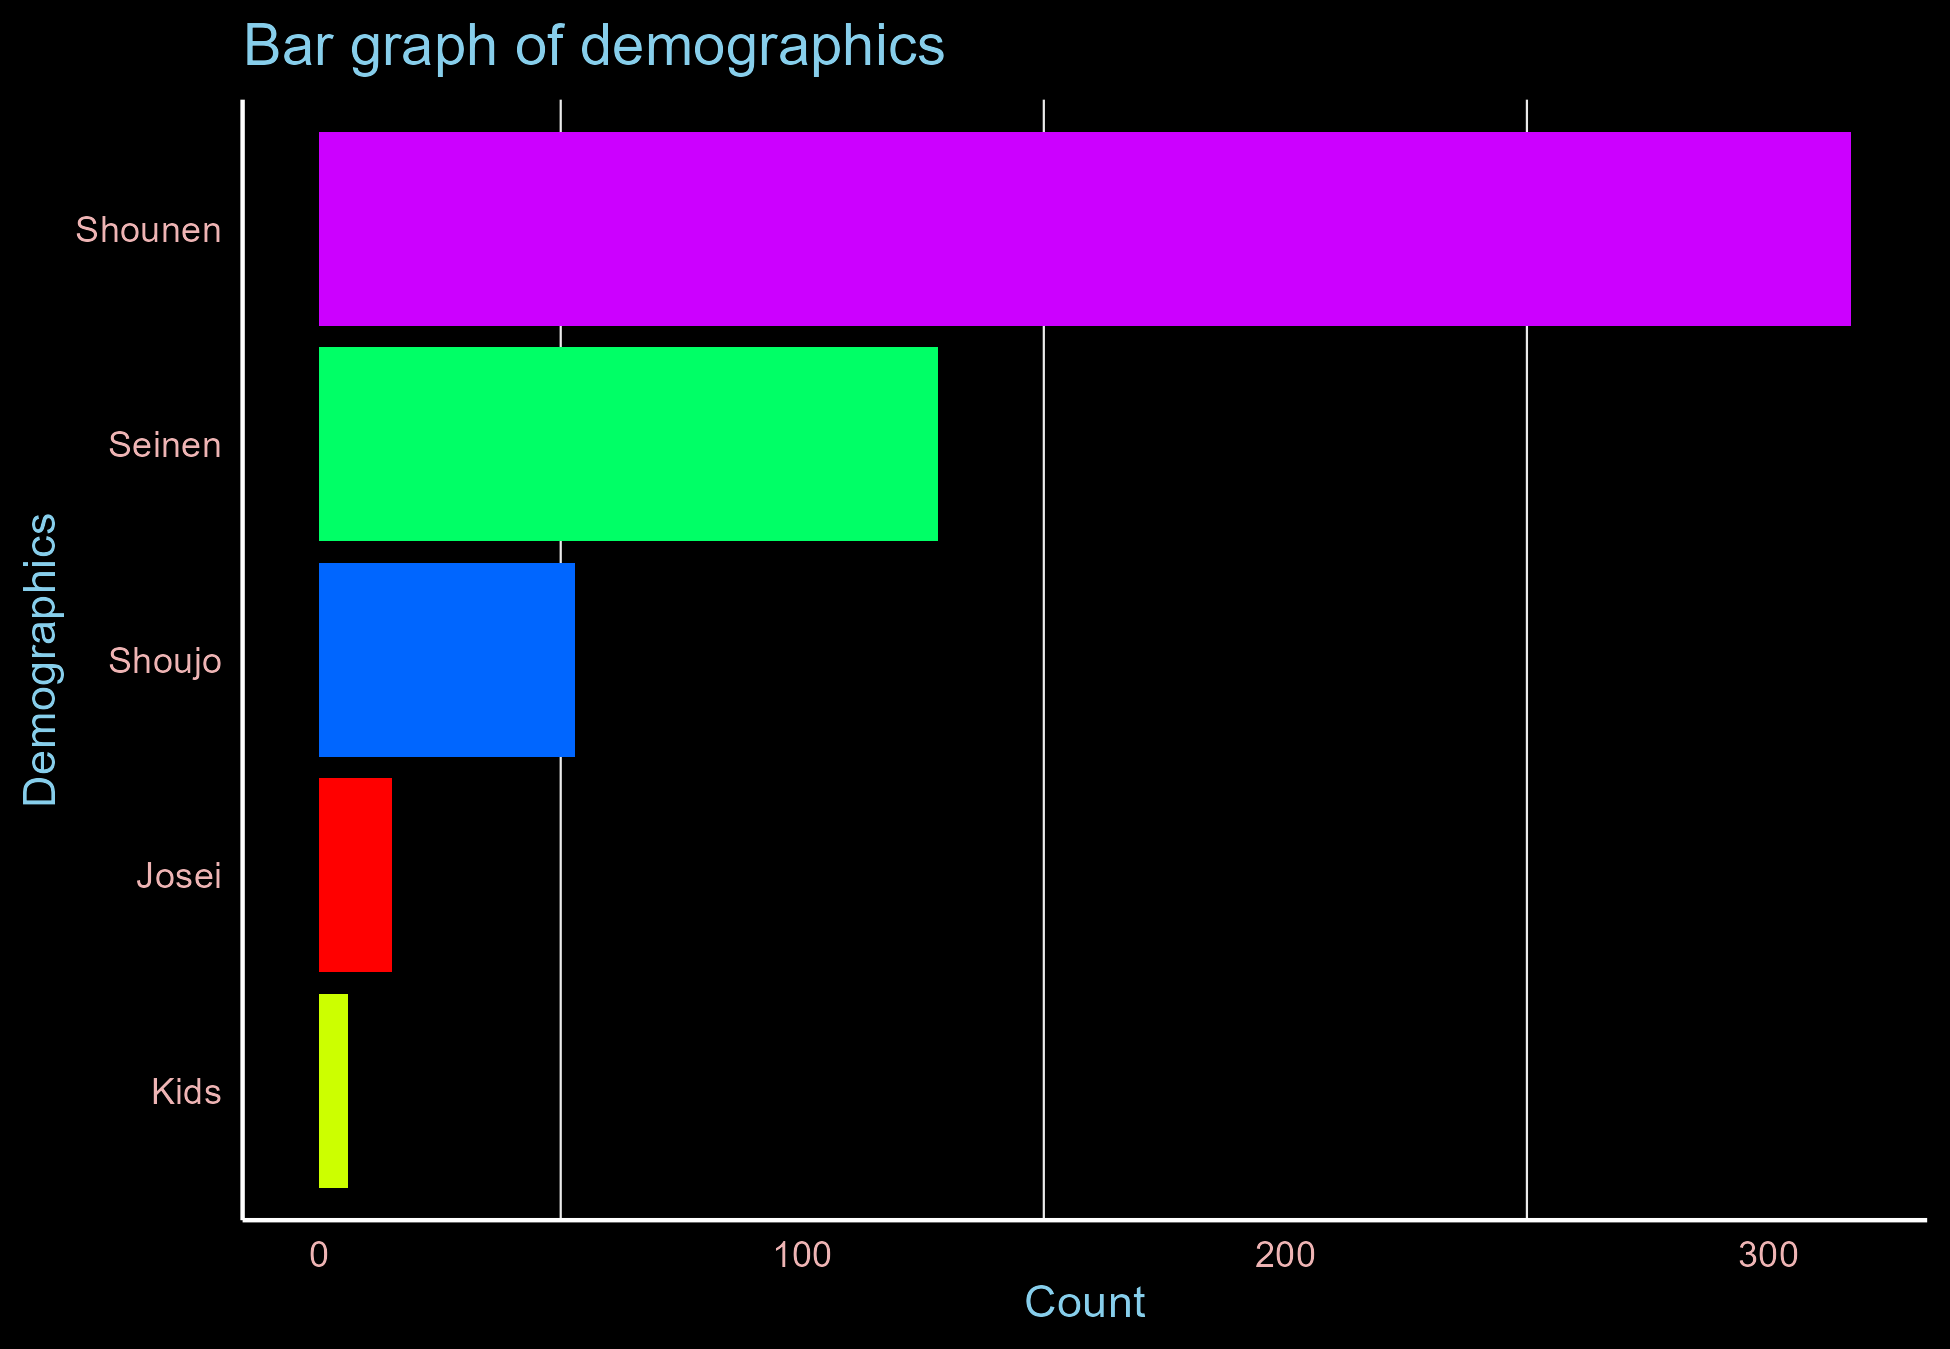 Bar graph of demographics
Shounen
Seinen
Shoujo
Josei
Kids
Demographics
0 100 200 300
Count